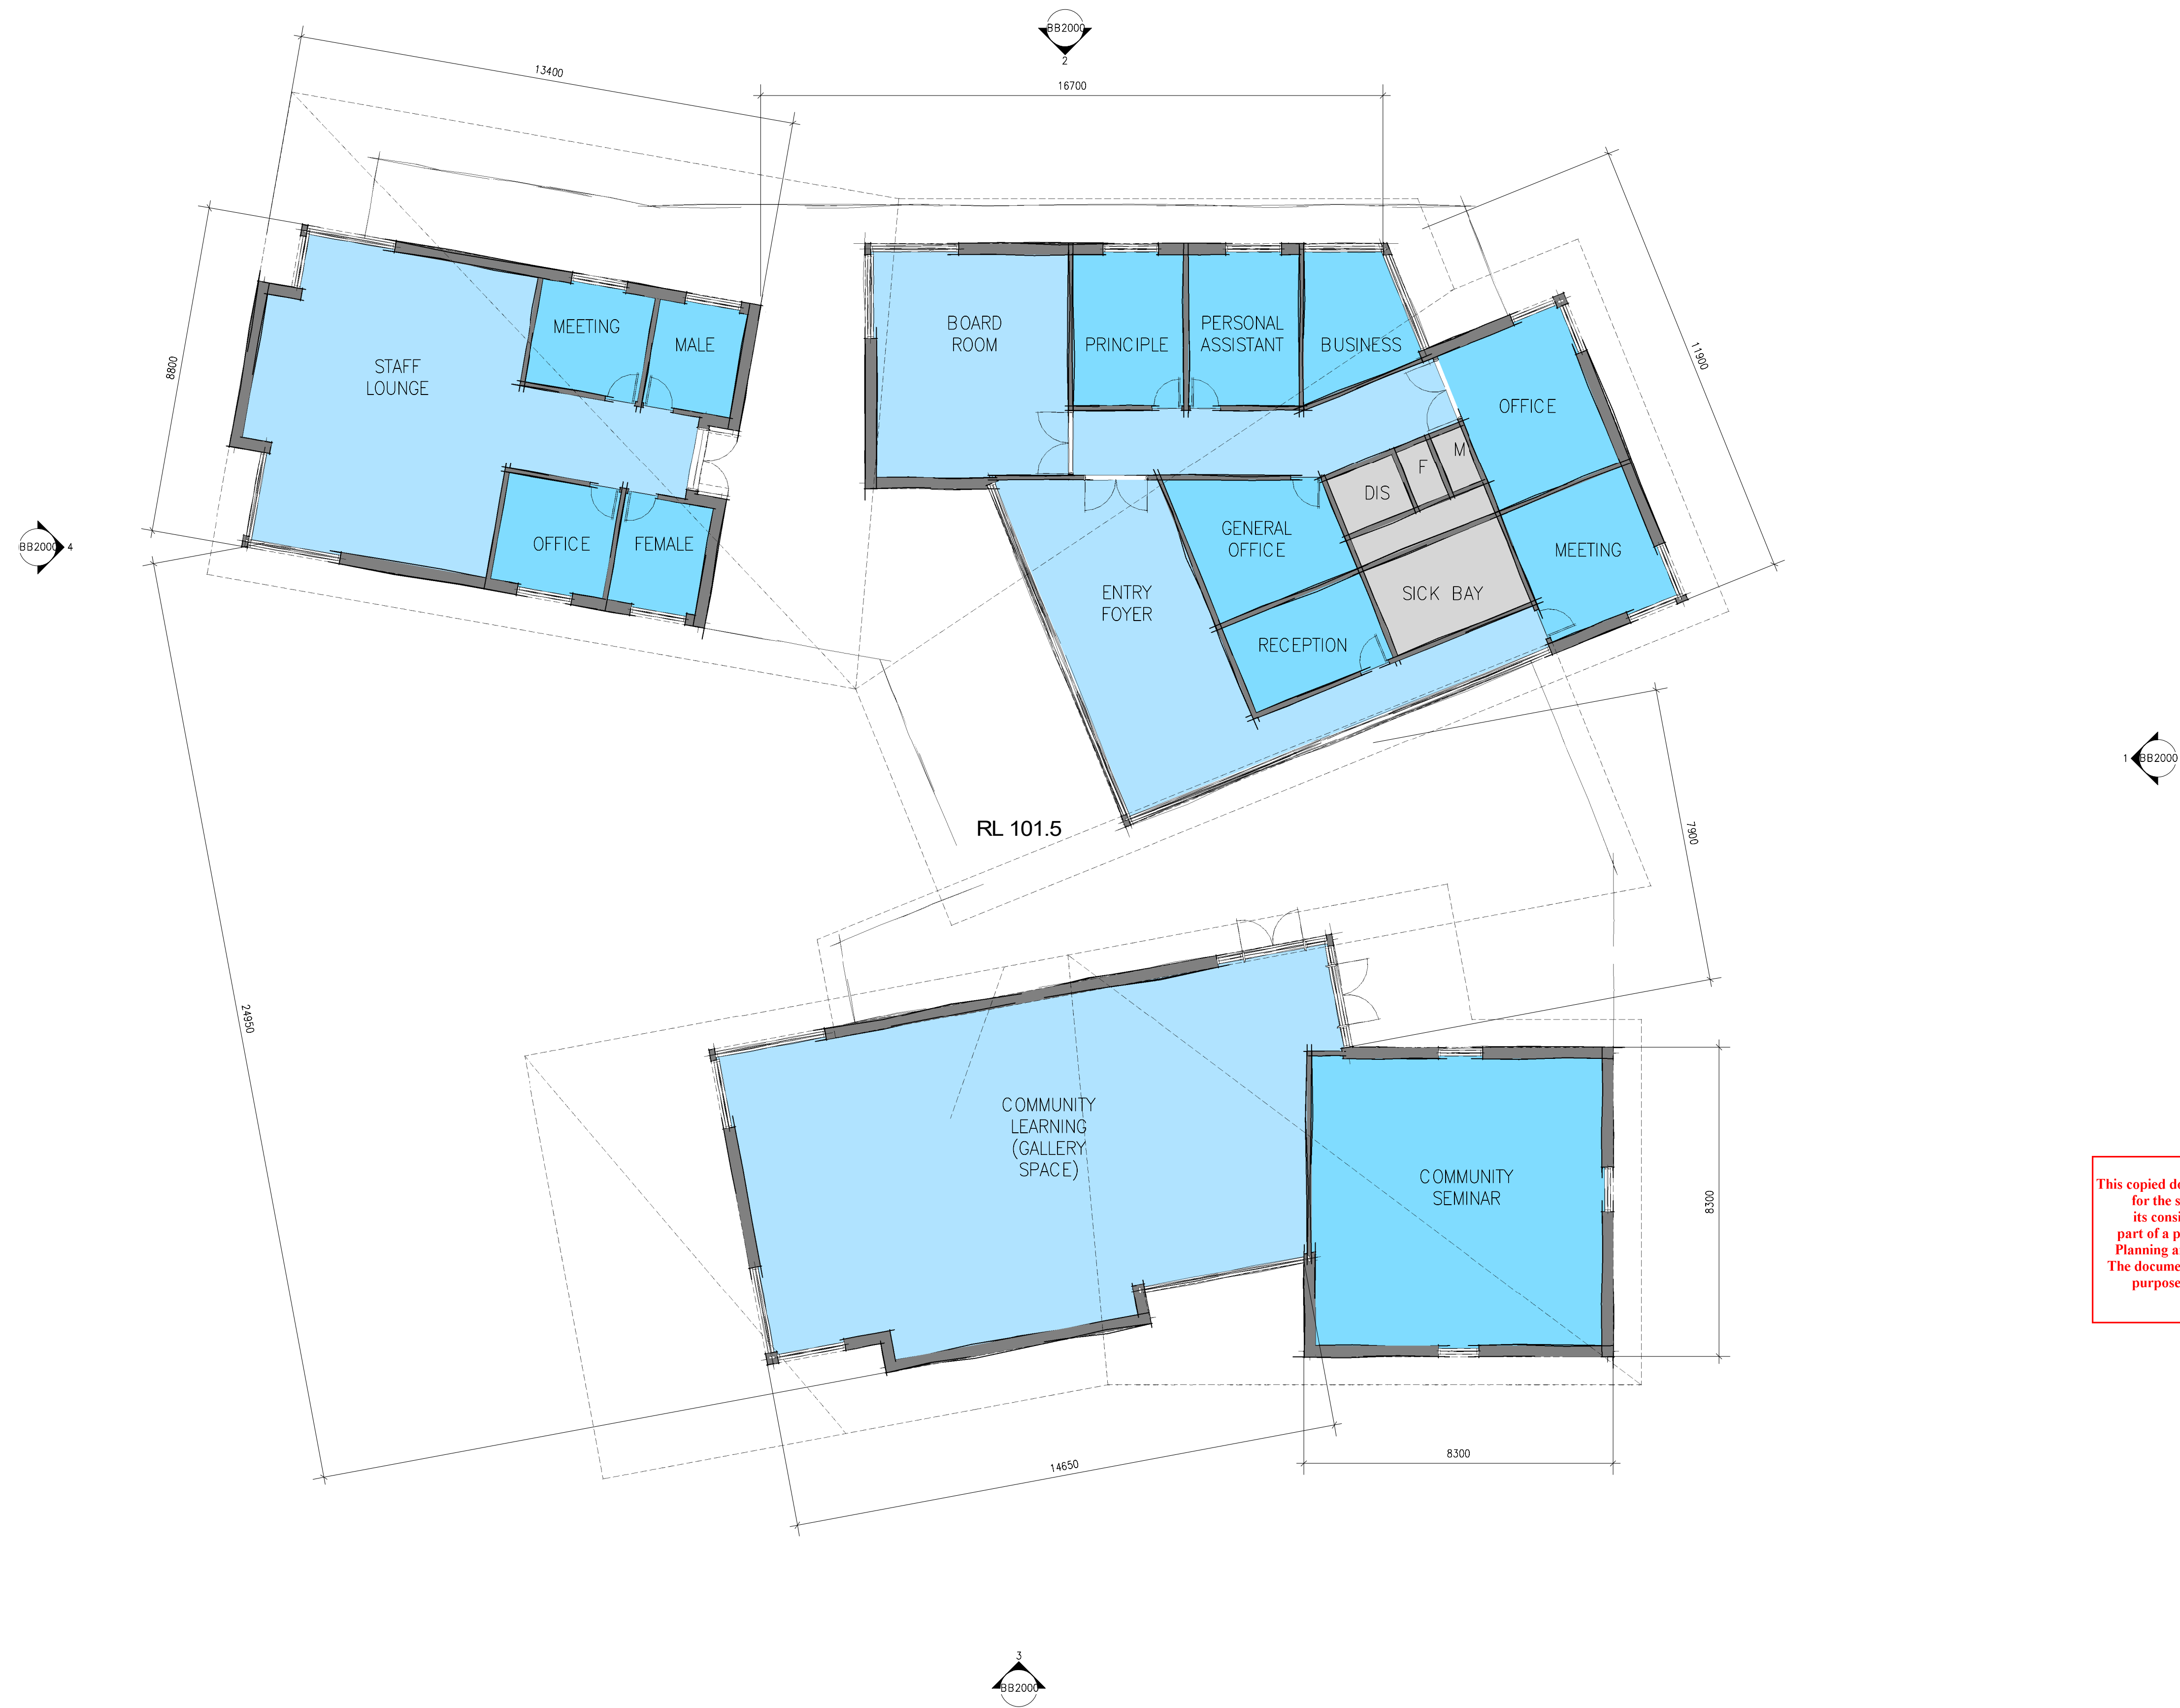 BB2000
2
13400
16700
11900
8800
BOARD
ROOM
PRINCIPLE
PERSONAL
ASSISTANT
BUSINESS
MEETING
MALE
STAFF
LOUNGE
OFFICE
M
F
DIS
GENERAL
OFFICE
OFFICE
FEMALE
MEETING
BB2000
4
ENTRY
FOYER
SICK BAY
RECEPTION
1
BB2000
RL 101.5
7900
24950
COMMUNITY
LEARNING
(GALLERY
SPACE)
COMMUNITY
SEMINAR
8300
This copied
for the
its
part of a
Planning
The
purpose
8300
14650
3
BB2000